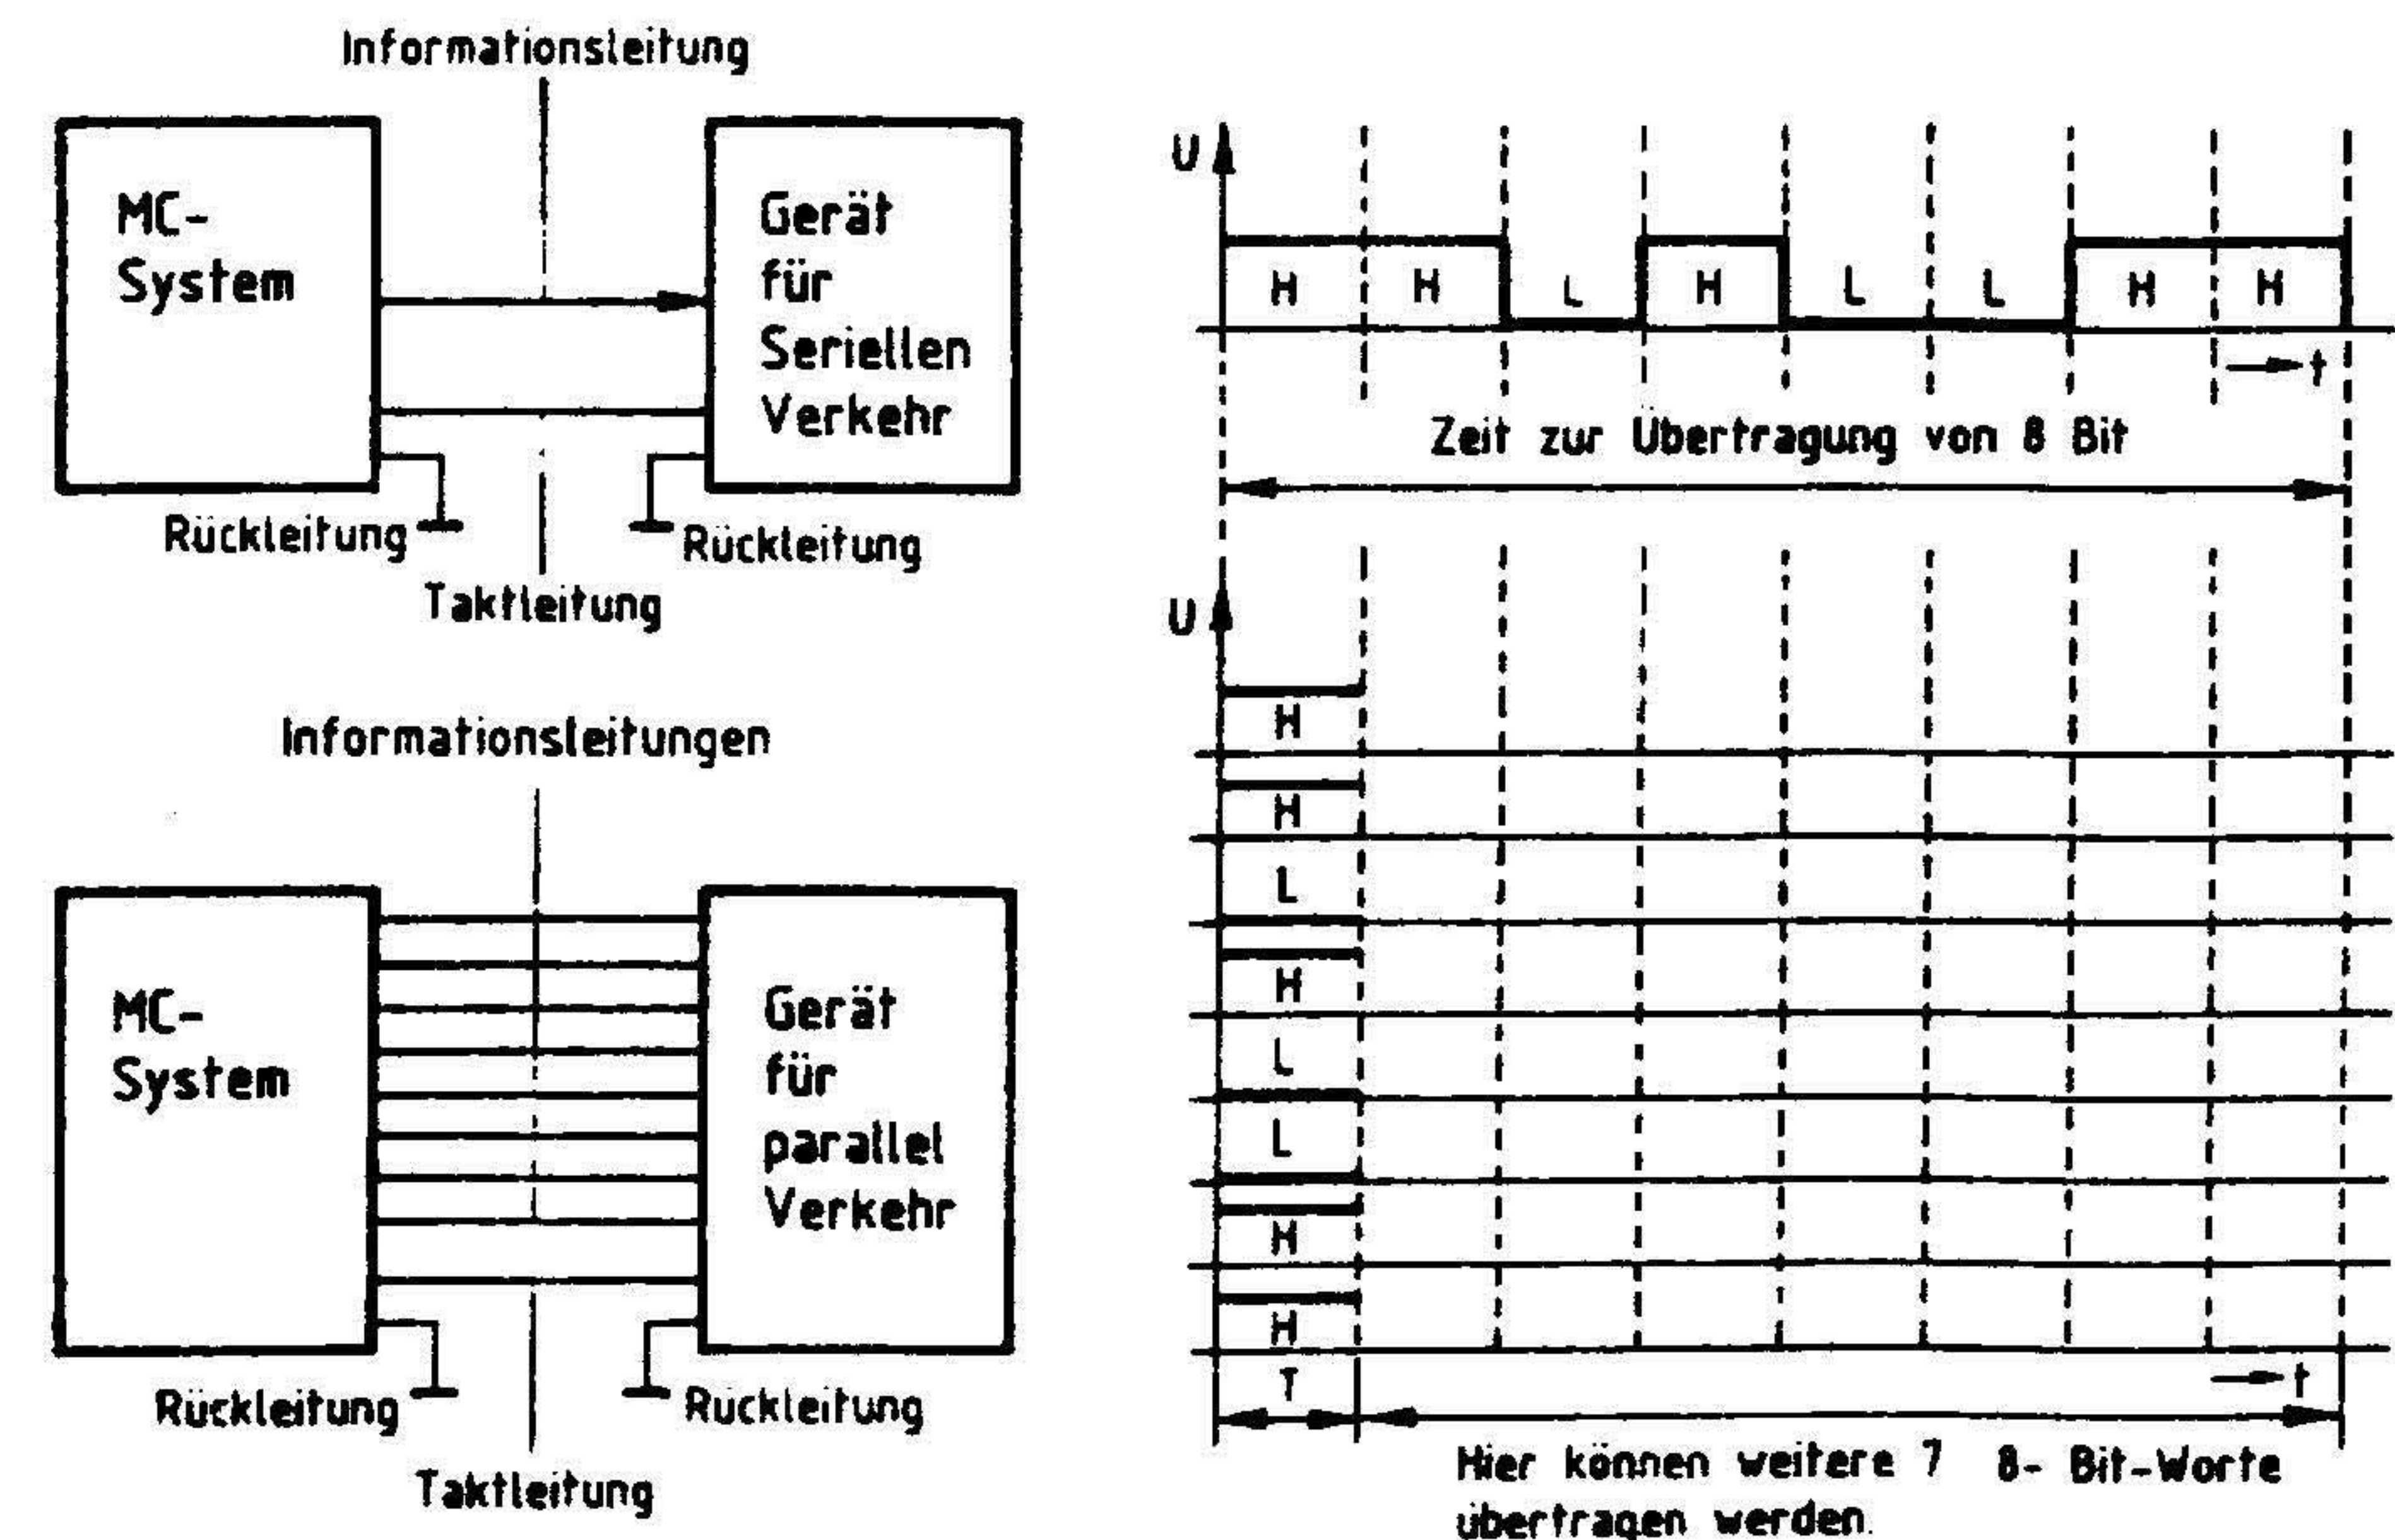 Informationsleitung
MC-
System
Gerät
für
Seriellen
Verkehr
Rückleitung
Rückleitung
Taktleitung
U
H H L H L L H H
t
Zeit zur Übertragung von 8 Bit
Informationsleitungen
MC-
System
Gerät
für
parallel
Verkehr
Rückleitung
Rückleitung
Taktleitung
U
H
H
L
H
L
L
H
H
T
t
Hier können weitere 7 8- Bit-Worte
übertragen werden.